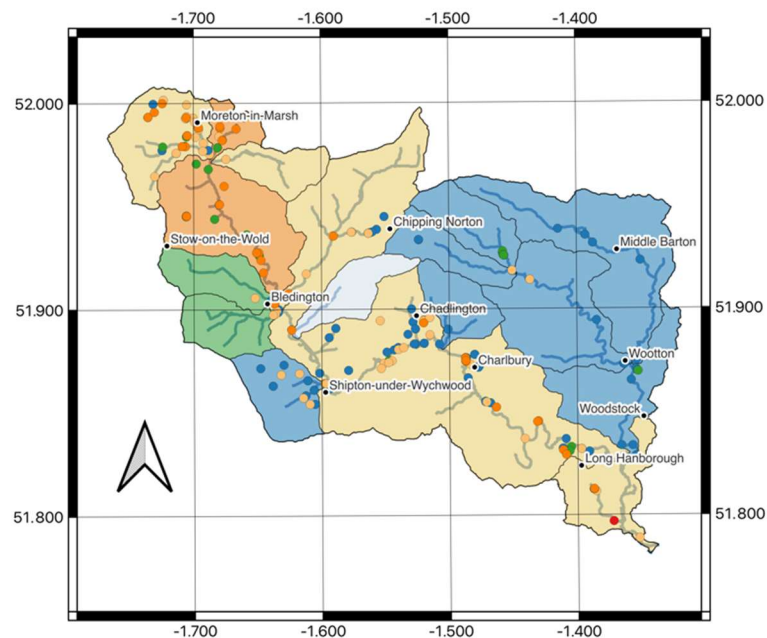 -1.700 -1.600 -1.500 -1.400
52.000 52.000
Moreton-in-Marsh
Chipping Norton
Stow-on-the-Wold Middle Barton
51.900 51.900
Bledington
Chadlington
Wootton
Charlbury
Shipton-under-Wychwood
Woodstock
Long Hanborough
51.800 51.800
-1.700 -1.600 -1.500 -1.400